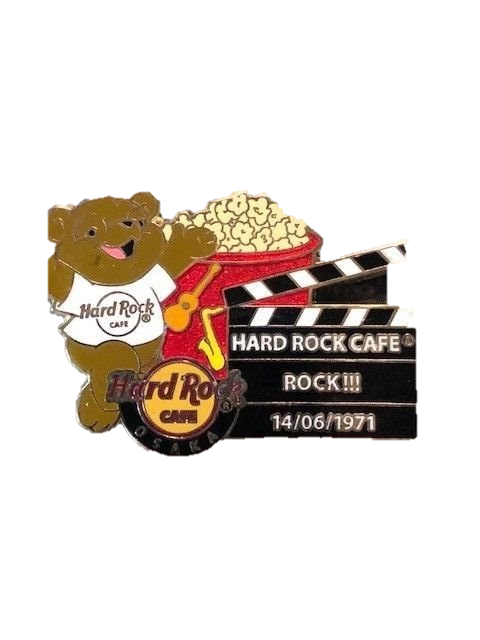 Hard Rock
CAFE
®
HARD ROCK CAFE®
ROCK!!!
14/06/1971
Hard Rock
CAFE
®
OSAKA